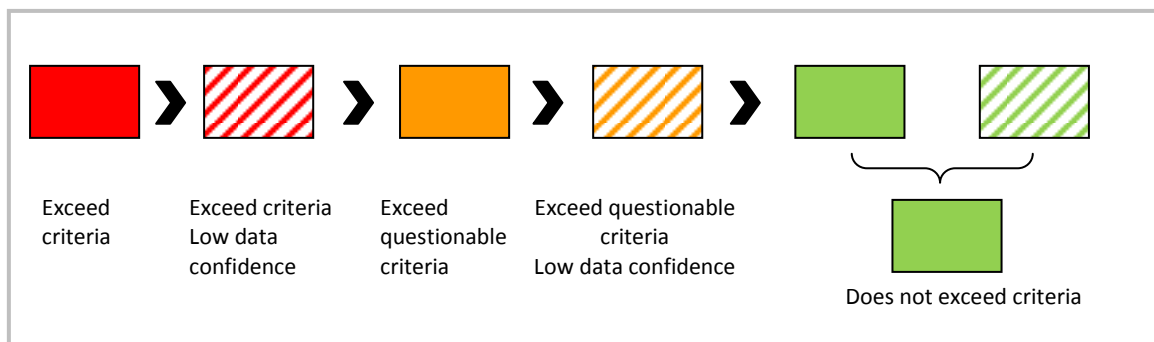 Exceed
criteria
Exceed criteria
Low data
confidence
Exceed
questionable
criteria
Exceed questionable
criteria
Low data confidence
Does not exceed criteria